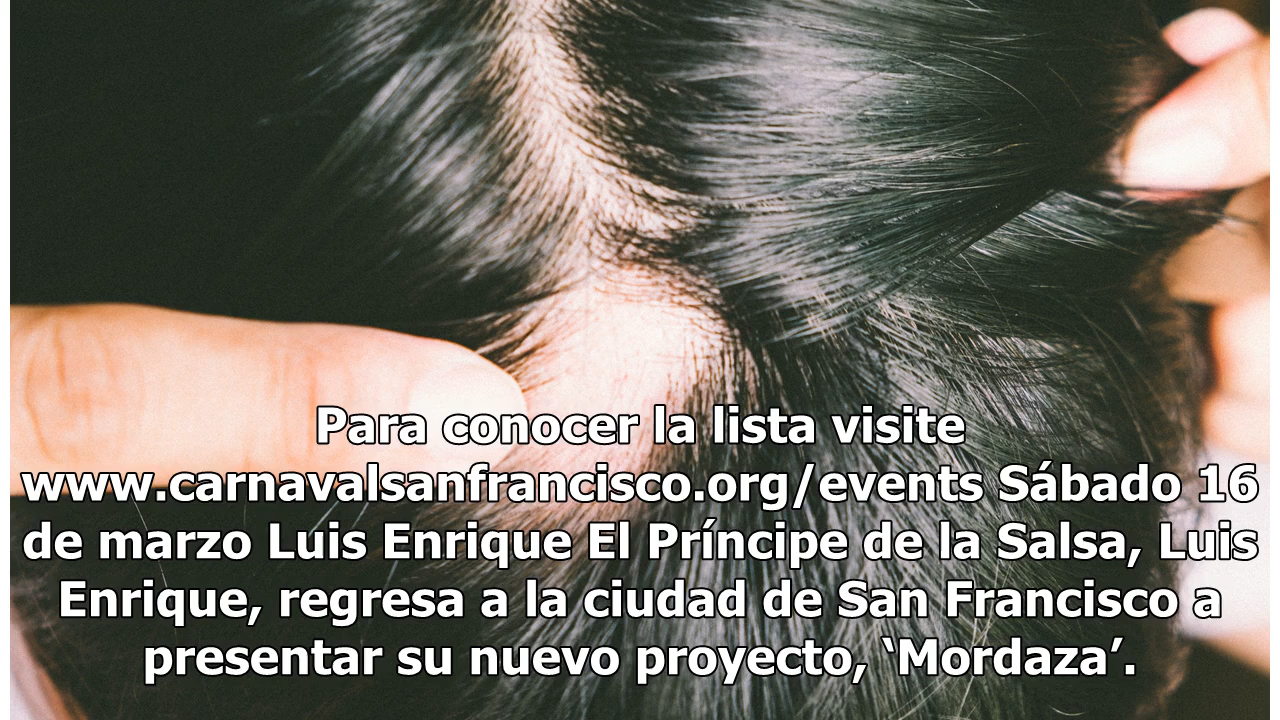 Para conocer la lista visite
www.carnavalsanfrancisco.org/events Sábado 16
de marzo Luis Enrique El Príncipe de la Salsa, Luis
Enrique, regresa a la ciudad de San Francisco a
presentar su nuevo proyecto, ‘Mordaza’.